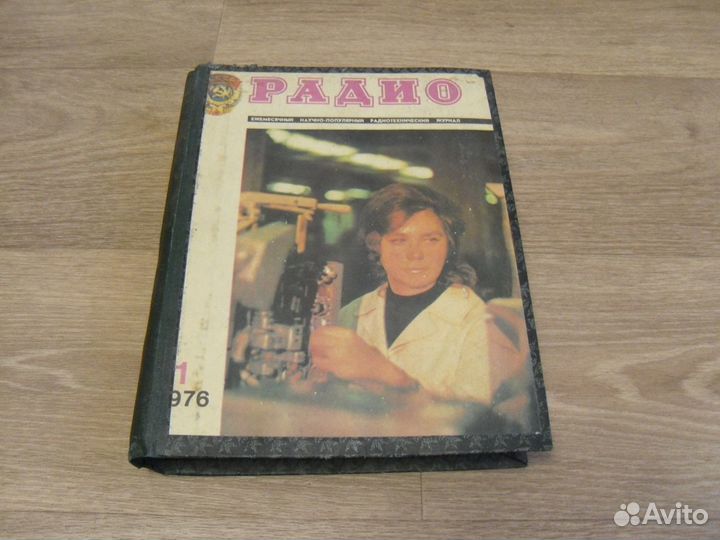 РАДИО
ЕЖЕМЕСЯЧНЫЙ НАУЧНО-ПОПУЛЯРНЫЙ РАДИОТЕХНИЧЕСКИЙ ЖУРНАЛ
1
976
Avito